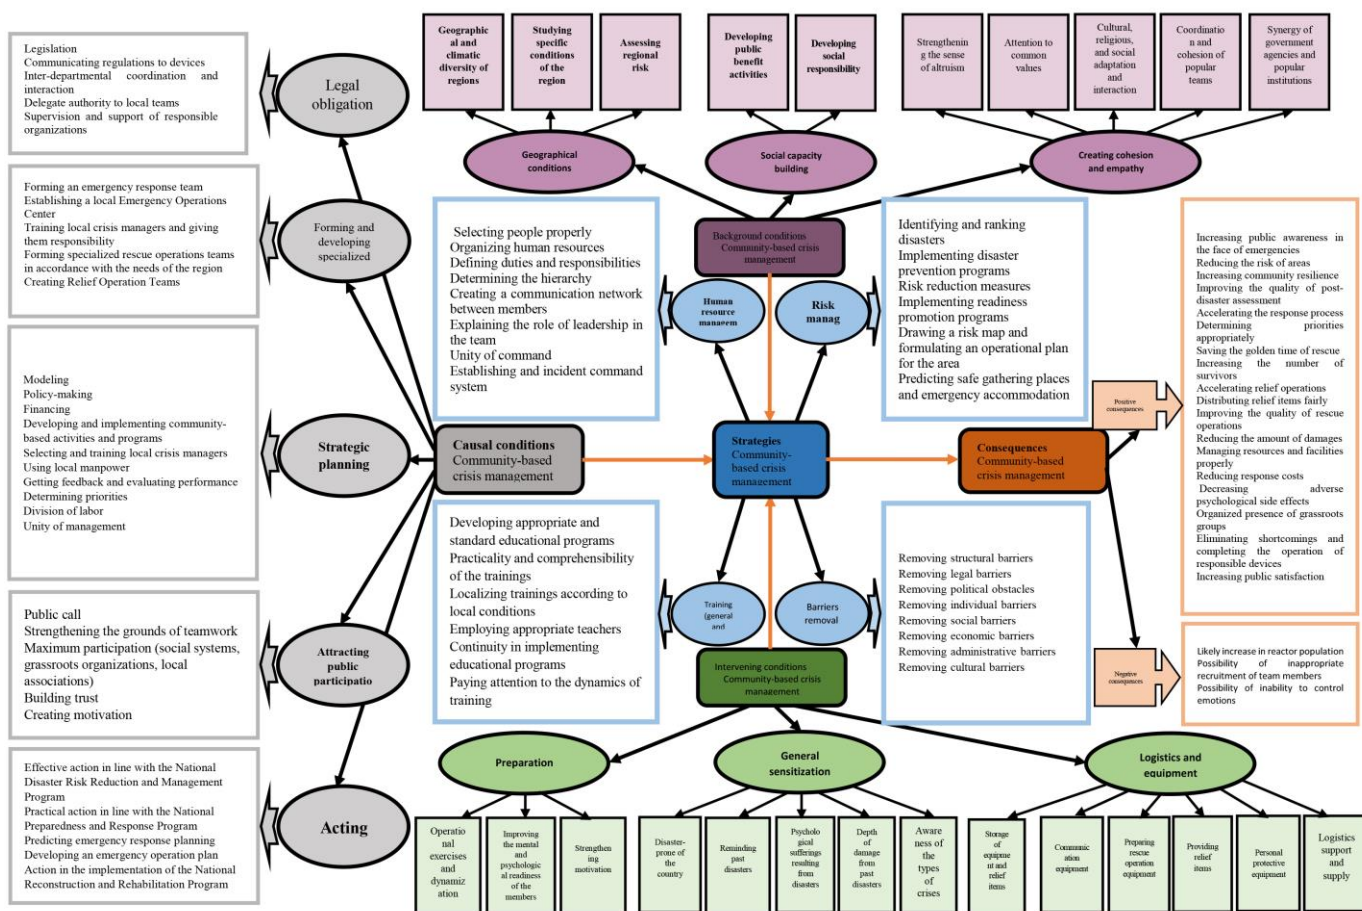 Geographic
al and
climatic
diversity of
regions
Studying
specific
conditions of
the region
Assessing
regional
risk
Developing
public
benefit
activities
Developing
social
responsibility
Strengthenin
g the sense
of altruism
Attention to
common
values
Cultural,
religious,
and social
adaptation
and
interaction
Coordinatio
n and
cohesion of
popular
teams
Synergy of
government
agencies and
popular
institutions
Geographical
conditions
Social capacity
building
Creating cohesion
and empathy
Legislation
Communicating regulations to devices
Inter-departmental coordination and
interaction
Delegate authority to local teams
Supervision and support of responsible
organizations
Legal
obligation
Forming an emergency response team
Establishing a local Emergency Operations
Center
Training local crisis managers and giving
them responsibility
Forming specialized rescue operations teams
in accordance with the needs of the region
Creating Relief Operation Teams
Forming and
developing
specialized
Modeling
Policy-making
Financing
Developing and implementing community-
based activities and programs
Selecting and training local crisis managers
Using local manpower
Getting feedback and evaluating performance
Determining priorities
Division of labor
Unity of management
Strategic
planning
Public call
Strengthening the grounds of teamwork
Maximum participation (social systems,
grassroots organizations, local
associations)
Building trust
Creating motivation
Attracting
public
participatio
Effective action in line with the National
Disaster Risk Reduction and Management
Program
Practical action in line with the National
Preparedness and Response Program
Predicting emergency response planning
Developing an emergency operation plan
Action in the implementation of the National
Reconstruction and Rehabilitation Program
Acting
Selecting people properly
Organizing human resources
Defining duties and responsibilities
Determining the hierarchy
Creating a communication network
between members
Explaining the role of leadership in
the team
Unity of command
Establishing and incident command
system
Background conditions
Community-based crisis
management
Human
resource
managem
Risk
manag
Identifying and ranking
disasters
Implementing disaster
prevention programs
Risk reduction measures
Implementing readiness
promotion programs
Drawing a risk map and
formulating an operational plan
for the area
Predicting safe gathering places
and emergency accommodation
Causal conditions
Community-based
crisis management
Strategies
Community-
based crisis
management
Consequences
Community-based
crisis management
Positive
consequences
Increasing public awareness in
the face of emergencies
Reducing the risk of areas
Increasing community resilience
Improving the quality of post-
disaster assessment
Accelerating the response process
Determining priorities
appropriately
Saving the golden time of rescue
Increasing the number of
survivors
Accelerating relief operations
Distributing relief items fairly
Improving the quality of rescue
operations
Reducing the amount of damages
Managing resources and facilities
properly
Reducing response costs
Decreasing adverse
psychological side effects
Organized presence of grassroots
groups
Eliminating shortcomings and
completing the operation of
responsible devices
Increasing public satisfaction
Developing appropriate and
standard educational programs
Practicality and comprehensibility
of the trainings
Localizing trainings according to
local conditions
Employing appropriate teachers
Continuity in implementing
educational programs
Paying attention to the dynamics of
training
Training
(general
and
Barriers
removal
Removing structural barriers
Removing legal barriers
Removing political obstacles
Removing individual barriers
Removing social barriers
Removing economic barriers
Removing administrative barriers
Removing cultural barriers
Negative
consequences
Likely increase in reactor population
Possibility of inappropriate
recruitment of team members
Possibility of inability to control
emotions
Intervening conditions
Community-based crisis
management
Preparation
General
sensitization
Logistics and
equipment
Operatio
nal
exercises
and
dynamiz
ation
Improving
the mental
and
psychologic
al readiness
of the
members
Strengthen
ing
motivation
Disaster-
prone of the
country
Reminding
past
disasters
Psycholo
gical
sufferings
resulting
from
disasters
Depth
of
damage
from
past
disasters
Aware
ness of
the
types
of
crises
Storage
of
equipme
nt and
relief
items
Communic
ation
equipment
Preparing
rescue
operation
equipment
Providing
relief
items
Personal
protective
equipment
Logistics
support
and
supply